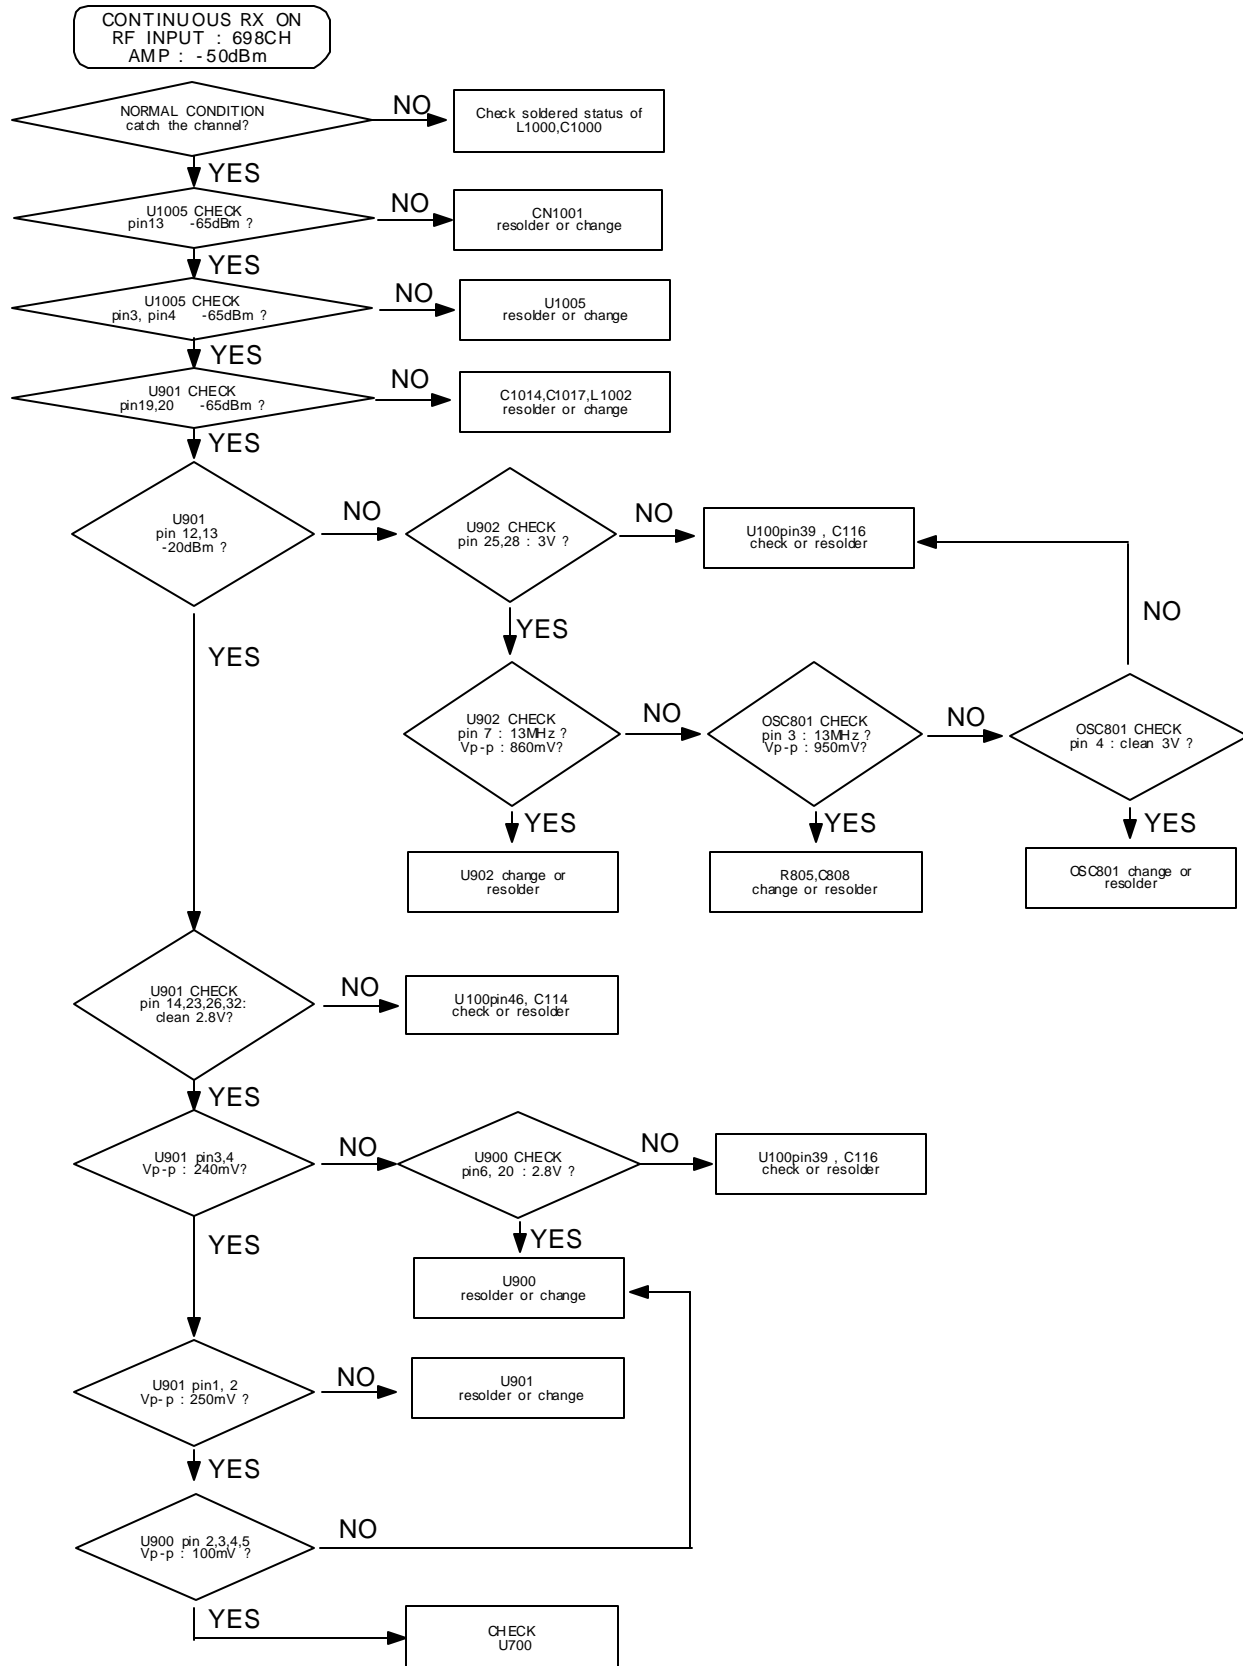 CONTINUOUS RX ON
RF INPUT : 698CH
AMP : -50dBm
NORMAL CONDITION
catch the channel?
NO
Check soldered status of
L1000,C1000
YES
U1005 CHECK
pin13 -65dBm ?
NO
CN1001
resolder or change
YES
U1005 CHECK
pin3, pin4 -65dBm ?
NO
U1005
resolder or change
YES
U901 CHECK
pin19,20 -65dBm ?
NO
C1014,C1017,L1002
resolder or change
YES
U901
pin 12,13
-20dBm ?
NO
U902 CHECK
pin 25,28 : 3V ?
NO
U100pin39 , C116
check or resolder
NO
YES
YES
U902 CHECK
pin 7 : 13MHz ?
Vp-p : 860mV?
NO
OSC801 CHECK
pin 3 : 13MHz ?
Vp-p : 950mV?
NO
OSC801 CHECK
pin 4 : clean 3V ?
YES
YES
YES
U902 change or
resolder
R805,C808
change or resolder
OSC801 change or
resolder
U901 CHECK
pin 14,23,26,32:
clean 2.8V?
NO
U100pin46, C114
check or resolder
YES
U901 pin3,4
Vp-p : 240mV?
NO
U900 CHECK
pin6, 20 : 2.8V ?
NO
U100pin39 , C116
check or resolder
YES
YES
U900
resolder or change
U901 pin1, 2
Vp-p : 250mV ?
NO
U901
resolder or change
YES
U900 pin 2,3,4,5
Vp-p : 100mV ?
NO
YES
CHECK
U700